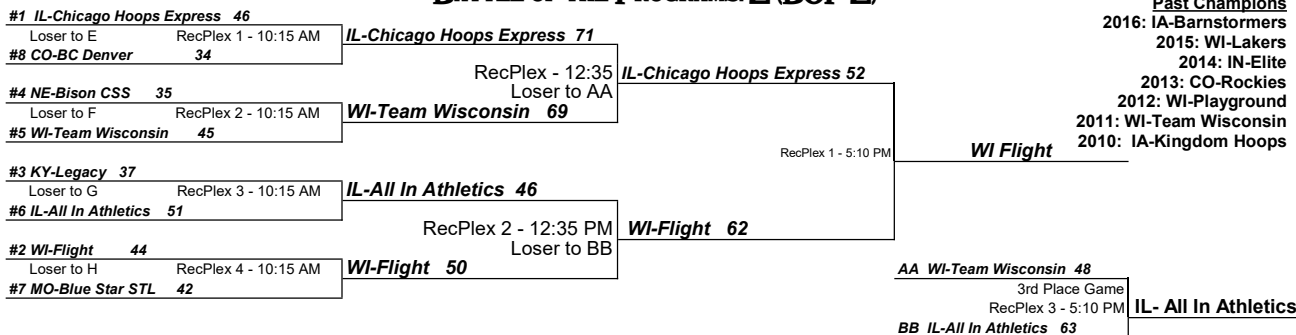 BATTLE OF THE PROGRAMS: 2 (BOP 2)
Past Champions
2016: IA-Barnstormers
2015: WI-Lakers
2014: IN-Elite
2013: CO-Rockies
2012: WI-Playground
2011: WI-Team Wisconsin
2010: IA-Kingdom Hoops
#1 IL-Chicago Hoops Express 46
Loser to E RecPlex 1 - 10:15 AM
#8 CO-BC Denver 34
IL-Chicago Hoops Express 71
RecPlex - 12:35
Loser to AA
IL-Chicago Hoops Express 52
#4 NE-Bison CSS 35
Loser to F RecPlex 2 - 10:15 AM
#5 WI-Team Wisconsin 45
WI-Team Wisconsin 69
RecPlex 1 - 5:10 PM
WI Flight
#3 KY-Legacy 37
Loser to G RecPlex 3 - 10:15 AM
#6 IL-All In Athletics 51
IL-All In Athletics 46
RecPlex 2 - 12:35 PM
Loser to BB
WI-Flight 62
#2 WI-Flight 44
Loser to H RecPlex 4 - 10:15 AM
#7 MO-Blue Star STL 42
WI-Flight 50
AA WI-Team Wisconsin 48
3rd Place Game
RecPlex 3 - 5:10 PM
IL- All In Athletics
BB IL-All In Athletics 63